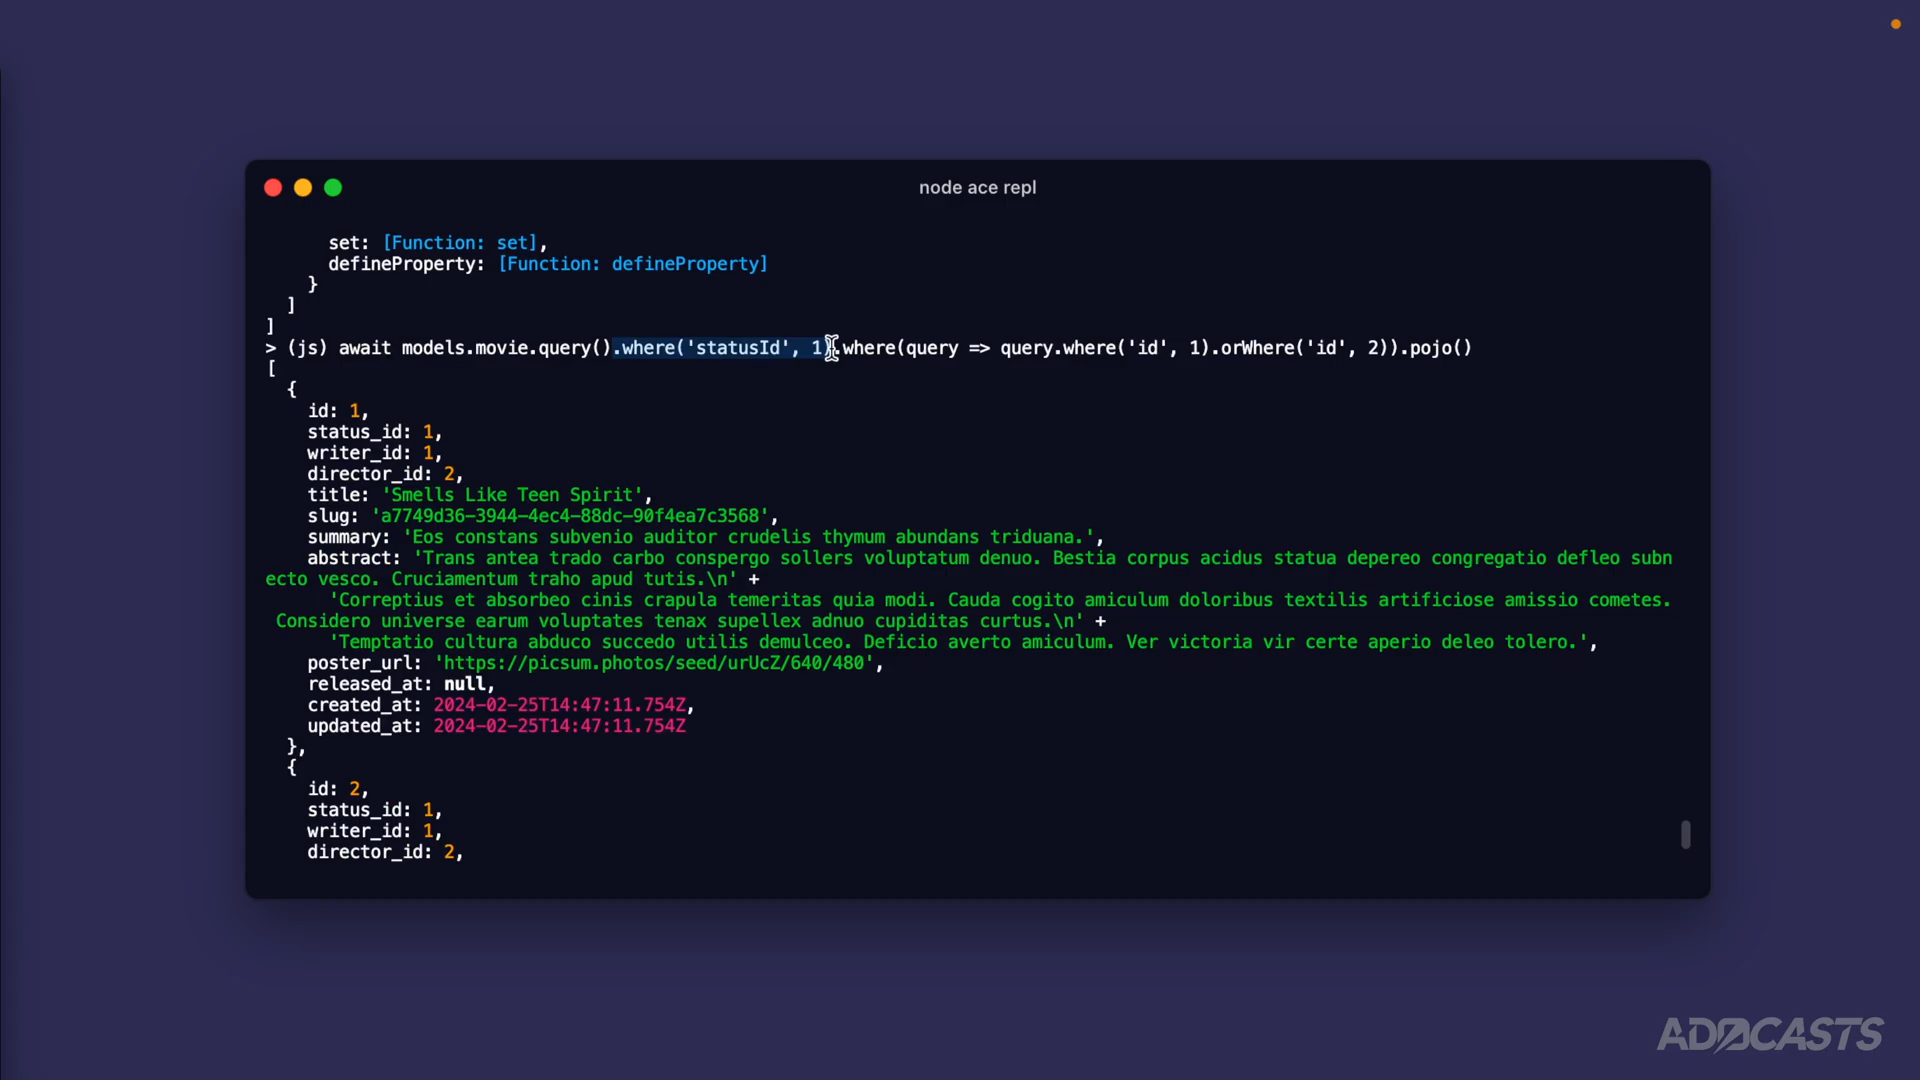 node ace repl
set: [Function: set],
defineProperty: [Function: defineProperty]
}
]
]
> (js) await models.movie.query().where('statusId', 1).where(query => query.where('id', 1).orWhere('id', 2)).pojo()
[
{
id: 1,
status_id: 1,
writer_id: 1,
director_id: 2,
title: 'Smells Like Teen Spirit',
slug: 'a7749d36-3944-4ec4-88dc-90f4ea7c3568',
summary: 'Eos constans subvenio auditor crudelis thymum abundans triduana.',
abstract: 'Trans antea trado carbo conspergo sollers voluptatum denuo. Bestia corpus acidus statua depereo congregatio defleo subn
ecto vesco. Cruciamentum traho apud tutis.\n' +
'Correptius et absorbeo cinis crapula temeritas quia modi. Cauda cogito amiculum doloribus textilis artificiose amissio cometes.
Considero universe earum voluptates tenax supellex adnuo cupiditas curtus.\n' +
'Temptatio cultura abduco succedo utilis demulceo. Deficio averto amiculum. Ver victoria vir certe aperio deleo tolero.',
poster_url: 'https://picsum.photos/seed/urUcZ/640/480',
released_at: null,
created_at: 2024-02-25T14:47:11.754Z,
updated_at: 2024-02-25T14:47:11.754Z
},
{
id: 2,
status_id: 1,
writer_id: 1,
director_id: 2,
ADOCASTS